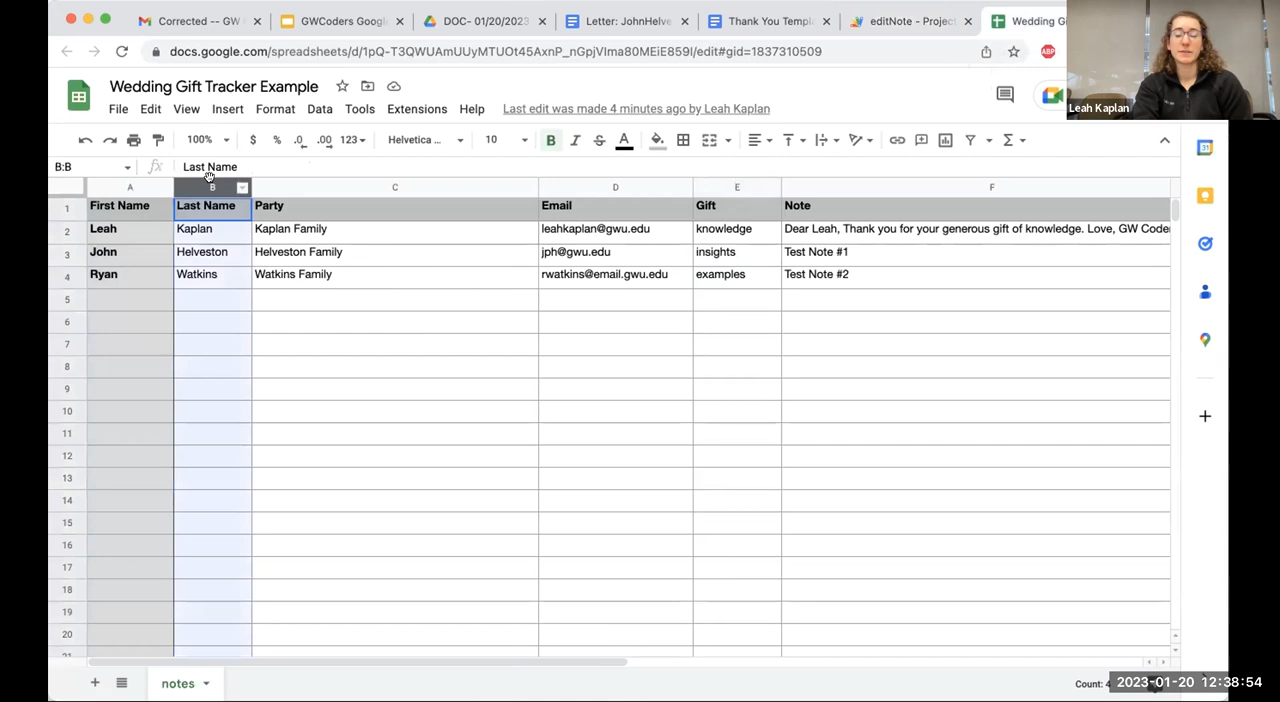 Corrected -- GW
GWCoders Googl
DOC- 01/20/2023
Letter: JohnHelve
Thank You Templ
editNote - Projec
Wedding Gi
docs.google.com/spreadsheets/d/1pQ-T3QWUAmUUyMTUOt45AxnP_nGpjVIma80MEiE859I/edit#gid=1837310509
ABP
Wedding Gift Tracker Example
Leah Kaplan
File Edit View Insert Format Data Extensions Help Last edit was made 4 minutes ago by Leah Kaplan
100% $ % .0 .00 123 Helvetica ... 10 B I S A
B:B fx Last Name
A B C D E F
1 First Name Last Name Party Email Gift Note
2 Leah Kaplan Kaplan Family leahkaplan@gwu.edu knowledge Dear Leah, Thank you for your generous gift of knowledge. Love, GW Coder
3 John Helveston Helveston Family jph@gwu.edu insights Test Note #1
4 Ryan Watkins Watkins Family rwatkins@email.gwu.edu examples Test Note #2
5
6
7
8
9
10
11
12
13
14
15
16
17
18
19
20
21
31
notes
Count: 4
2023-01-20 12:38:54